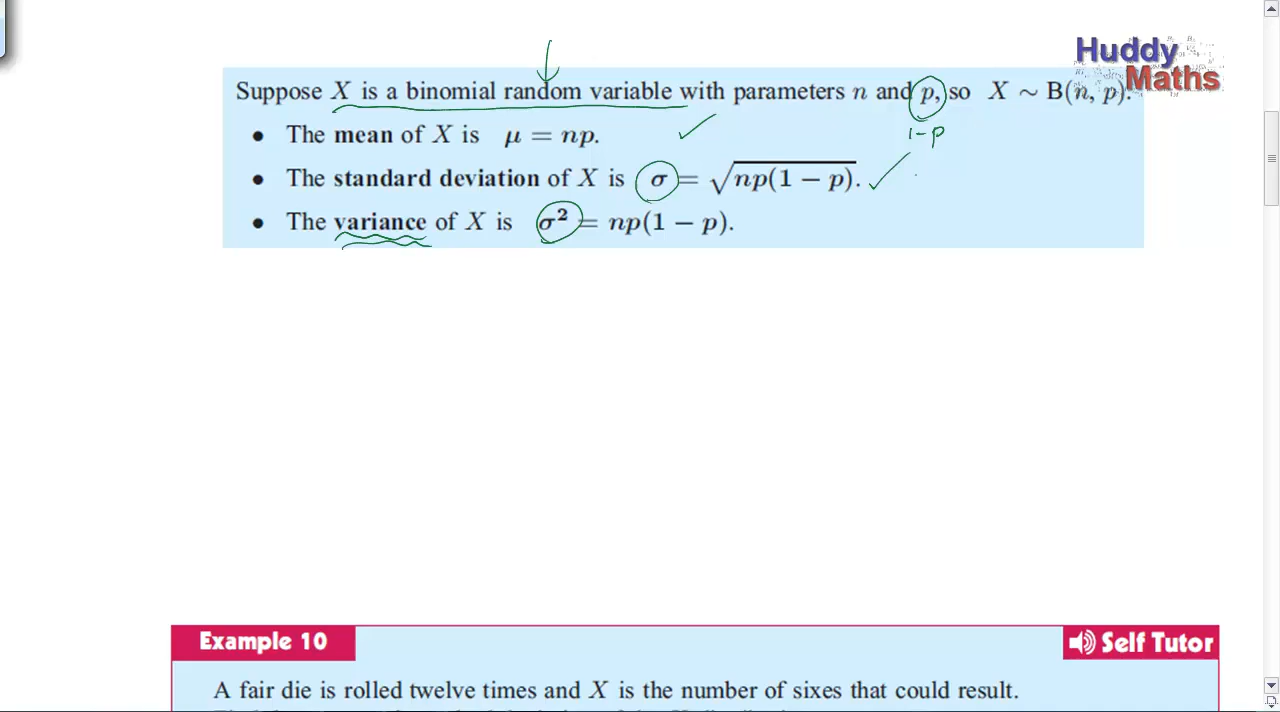 Huddy
Maths
Suppose X is a binomial random variable with parameters n and p, so X ~ B(n, p).
1-p
• The mean of X is μ = np.
• The standard deviation of X is σ = √np(1 − p).
• The variance of X is σ² = np(1 − p).
Example 10
Self Tutor
A fair die is rolled twelve times and X is the number of sixes that could result.